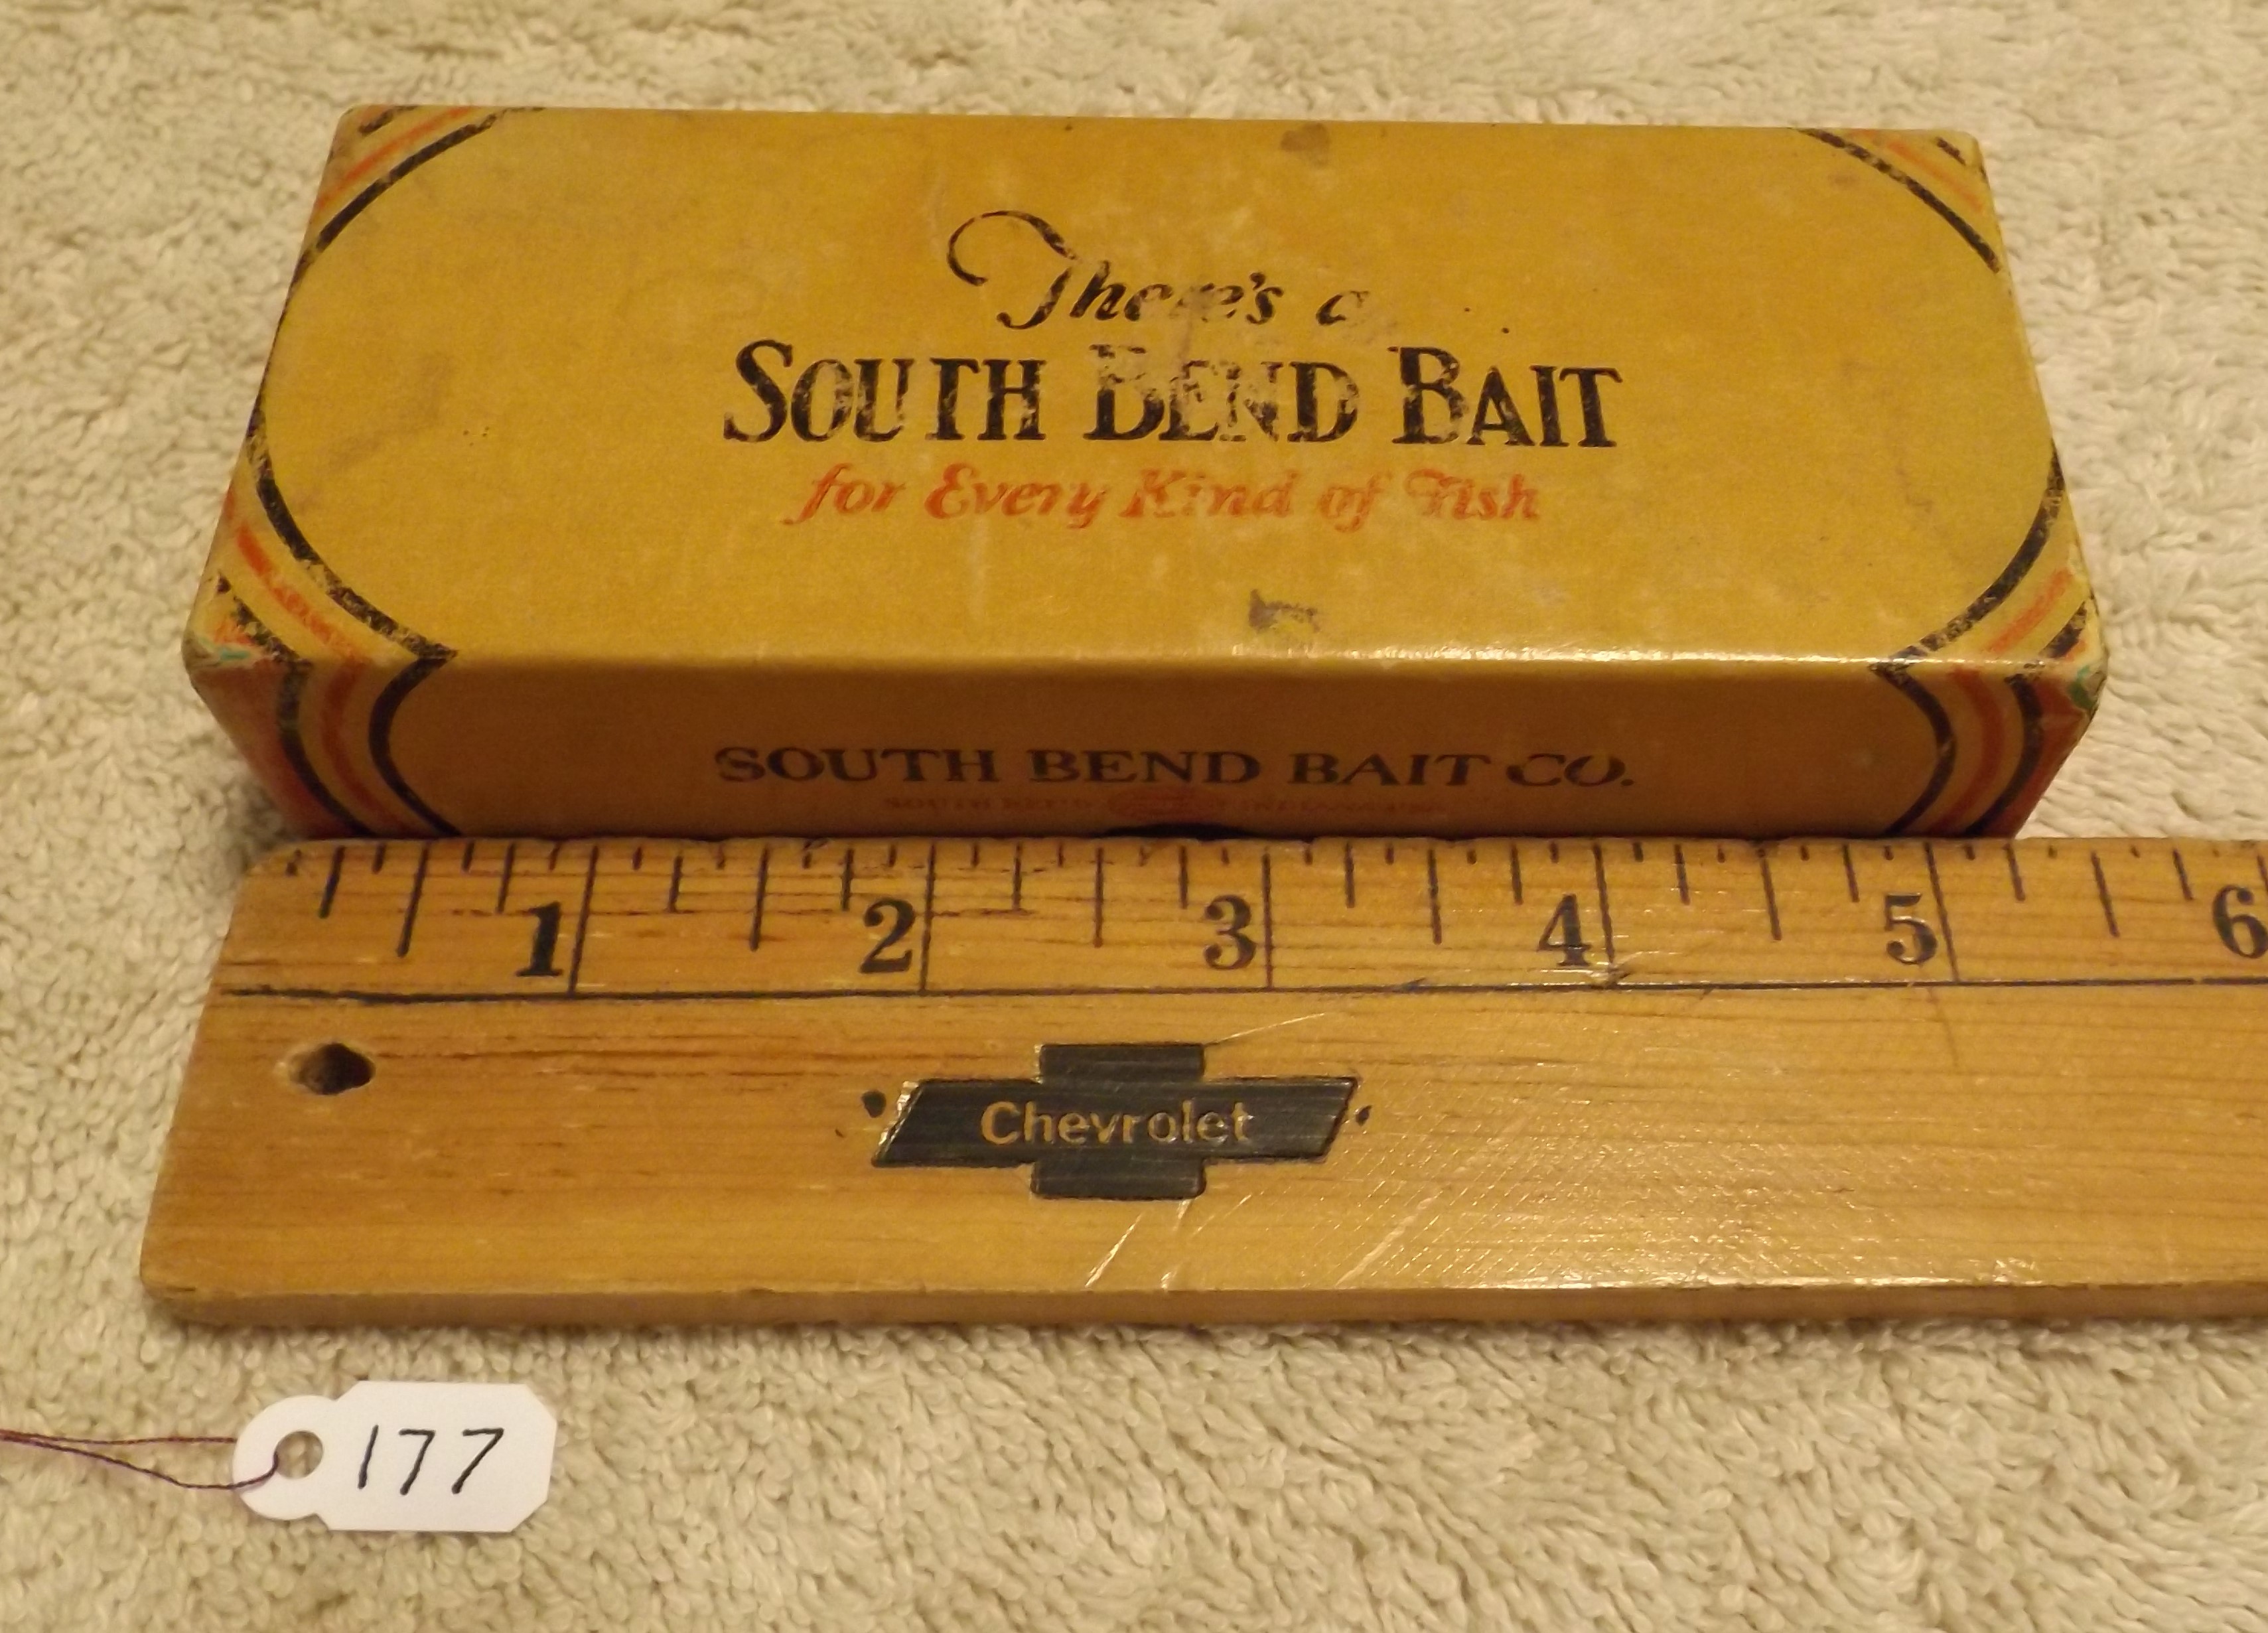 There's a
SOUTH BEND BAIT
for Every Kind of Fish
SOUTH BEND BAIT CO.
1 2 3 4 5 6
Chevrolet
177